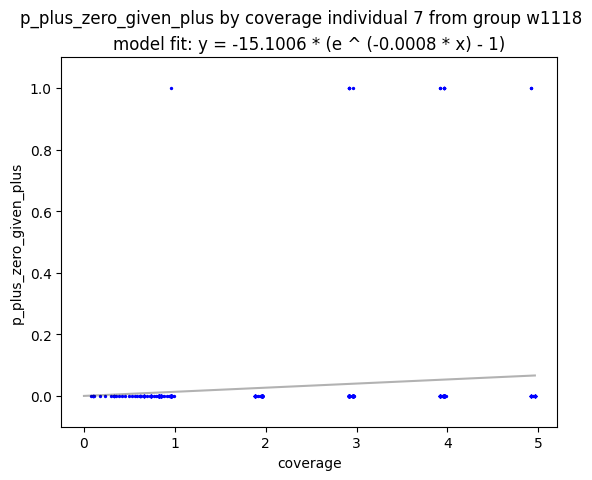 p_plus_zero_given_plus by coverage individual 7 from group w1118
model fit: y = -15.1006 * (e ^ (-0.0008 * x) - 1)
1.0
0.8
0.6
0.4
0.2
0.0
p_plus_zero_given_plus
0 1 2 3 4 5
coverage